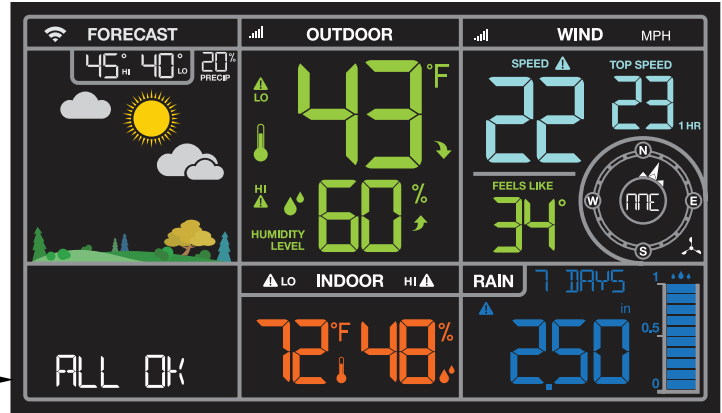 FORECAST
45° HI 40° LO 20% PRECIP
OUTDOOR
LO
43 °F
HI
60 %
HUMIDITY
LEVEL
WIND MPH
SPEED
22
TOP SPEED
23 1 HR
FEELS LIKE
34°
N
W NNE E
S
ALL OK
LO INDOOR HI
72 °F 48 %
RAIN 7 DAYS
in
2.50
1
0.5
0